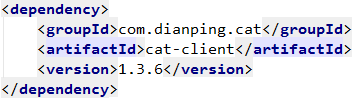 <dependency>
    <groupId>com.dianping.cat</groupId>
    <artifactId>cat-client</artifactId>
    <version>1.3.6</version>
</dependency>